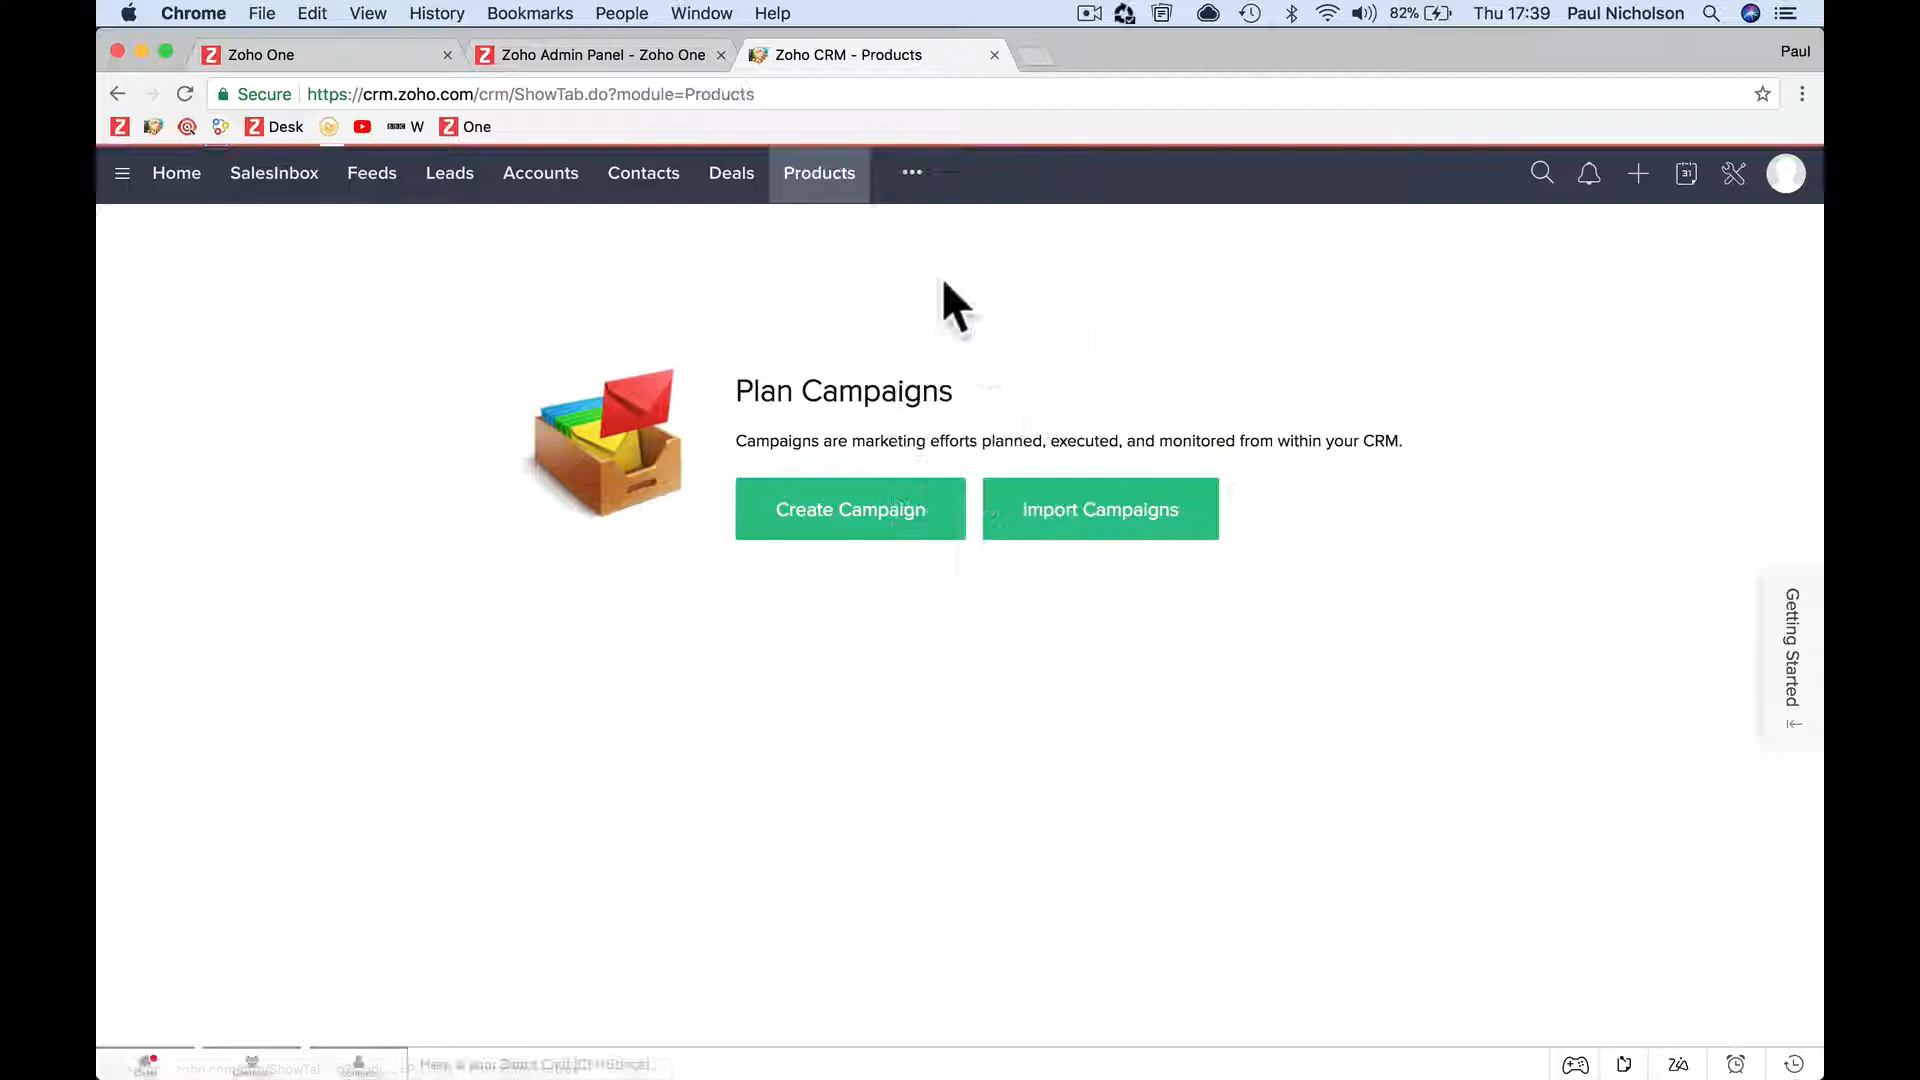 Chrome File Edit View History Bookmarks People Window Help 82% Thu 17:39 Paul Nicholson
Zoho One Zoho Admin Panel - Zoho One Zoho CRM - Products Paul
Secure https://crm.zoho.com/crm/ShowTab.do?module=Products
Desk BBC W One
Home SalesInbox Feeds Leads Accounts Contacts Deals Products ••• 31
Plan Campaigns
Campaigns are marketing efforts planned, executed, and monitored from within your CRM.
Create Campaign Import Campaigns
Getting Started